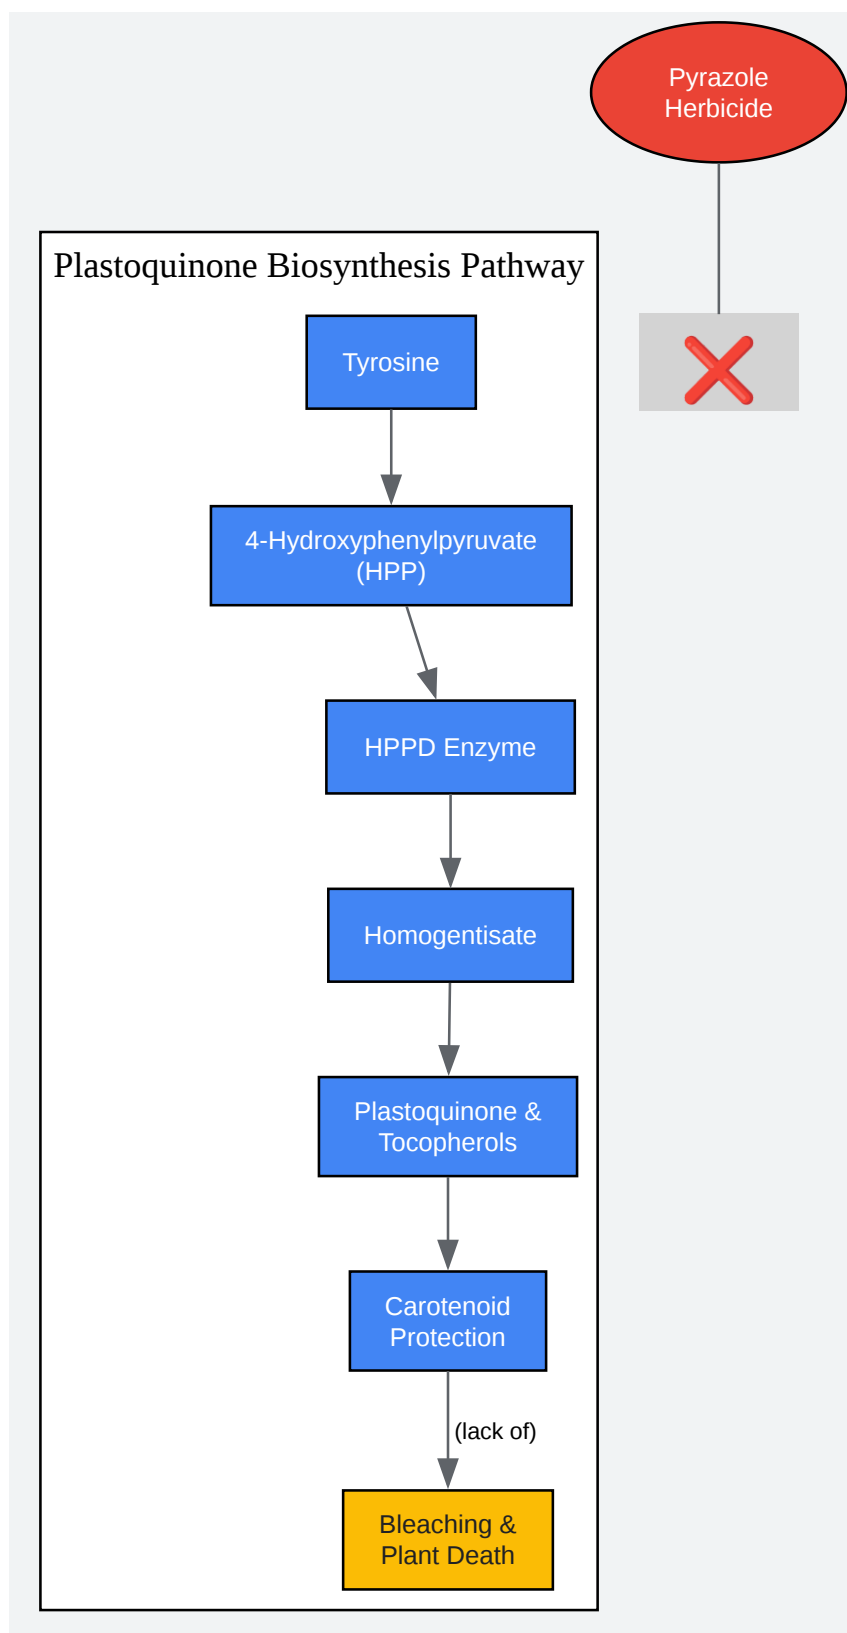 Pyrazole
Herbicide
Plastoquinone Biosynthesis Pathway
Tyrosine
4-Hydroxyphenylpyruvate
(HPP)
HPPD Enzyme
Homogentisate
Plastoquinone &
Tocopherols
Carotenoid
Protection
(lack of)
Bleaching &
Plant Death